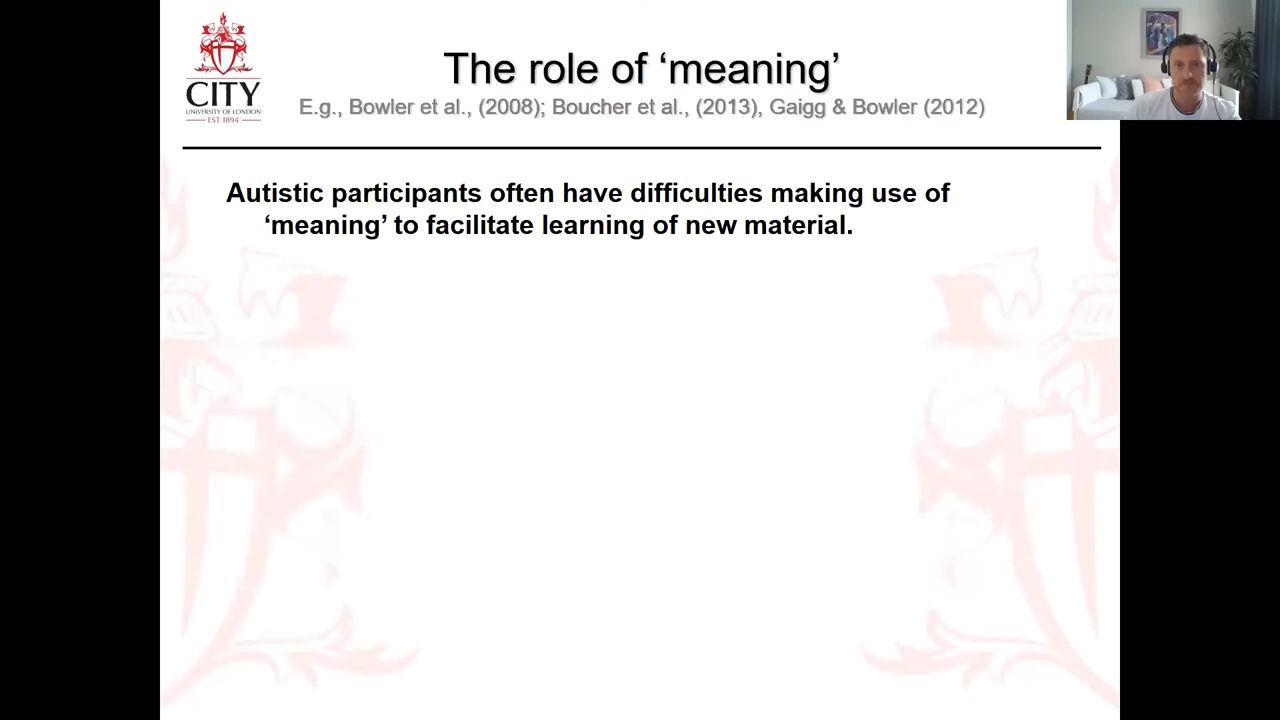 The role of ‘meaning’
CITY
UNIVERSITY OF LONDON
EST 1894
E.g., Bowler et al., (2008); Boucher et al., (2013), Gaigg & Bowler (2012)
Autistic participants often have difficulties making use of
‘meaning’ to facilitate learning of new material.